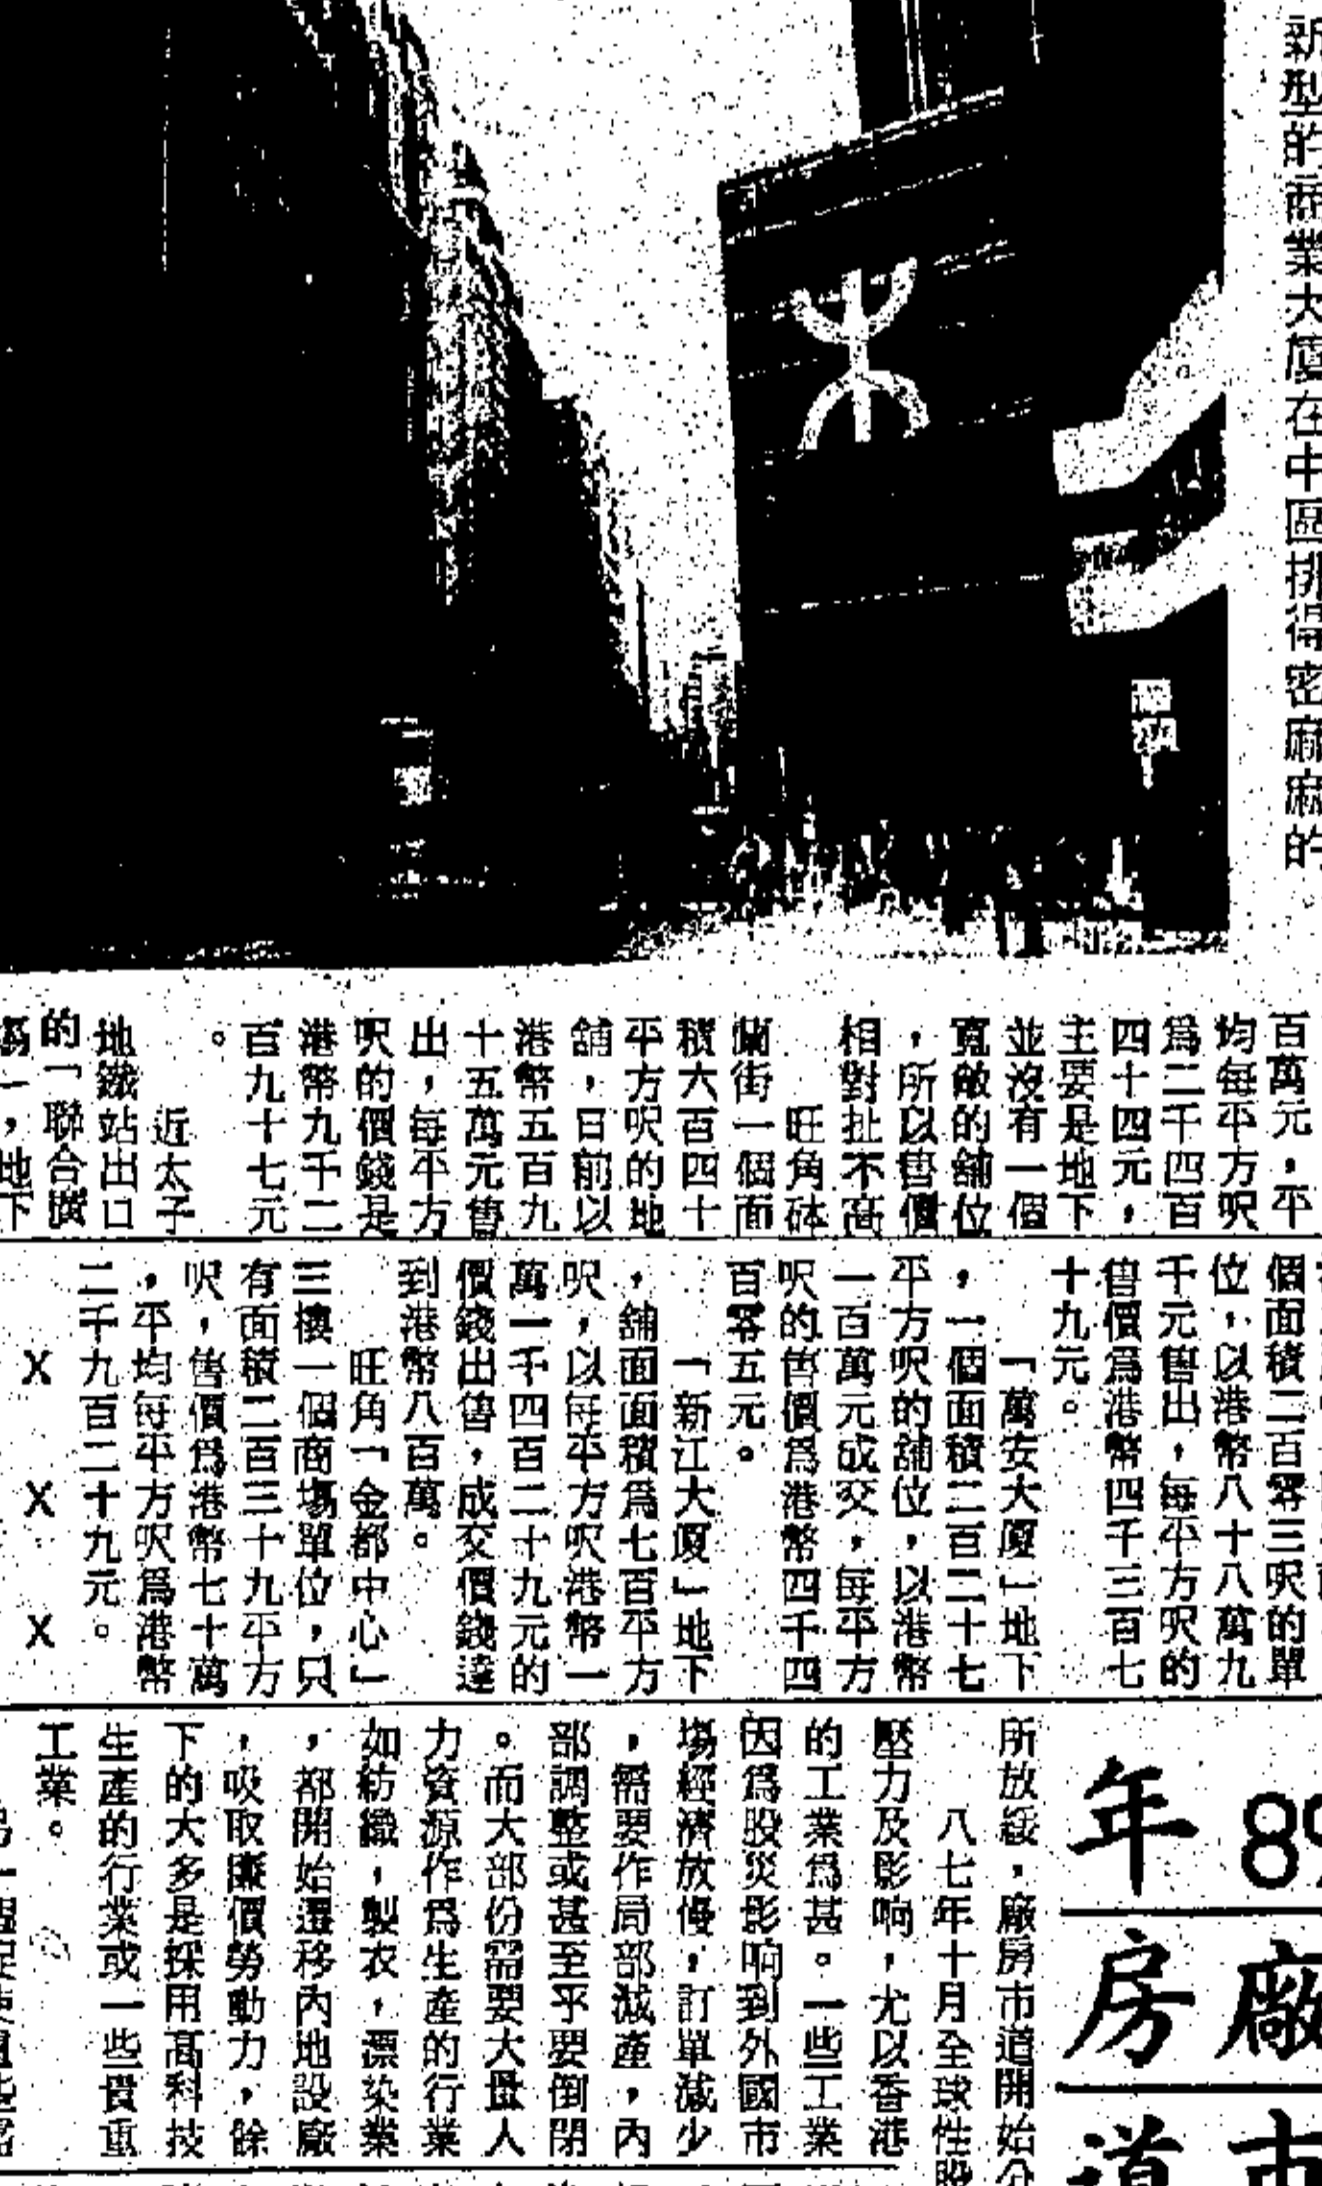 新型的商業大廈在中區排得密麻麻的。
百萬元，平
均每平方呎
爲二千四百
四十四元，
主要是地下
並沒有一個
寬敞的舖位
，所以售價
相對扯不高
旺角砵
蘭街一個面
積六百四十
平方呎的地
舖，日前以
港幣五百九
十五萬元售
出，每平方
呎的價錢是
港幣九千二
百九十七元
。
近太子
地鐵站出口
的「聯合廣
，地下
個面積二百零三呎的單
位，以港幣八十八萬九
千元售出，每平方呎的
售價爲港幣四千三百七
十九元。
「萬安大廈」地下
，一個面積二百二十七
平方呎的舖位，以港幣
一百萬元成交，每平方
呎的售價爲港幣四千四
百零五元。
「新江大廈」地下
，舖面面積爲七百平方
呎，以每平方呎港幣一
萬一千四百二十九元的
價錢出售，成交價錢達
到港幣八百萬。
旺角「金都中心」
三樓一個商場單位，只
有面積二百三十九平方
呎，售價爲港幣七十萬
，平均每平方呎爲港幣
二千九百二十九元。
X X X
89年
廠房
市道
所放緩，廠房市道開始
八七年十月全球性股
壓力及影响，尤以香港
的工業爲甚。一些工業
因爲股災影响到外國市
場經濟放慢，訂單減少
，需要作局部減產，內
部調整或甚至乎要倒閉
。而大部份需要大量人
力資源作爲生產的行業
如紡織，製衣，漂染業
，都開始遷移內地設廠
，吸取廉價勞動力，餘
下的大多是採用高科技
生產的行業或一些貴重
工業。